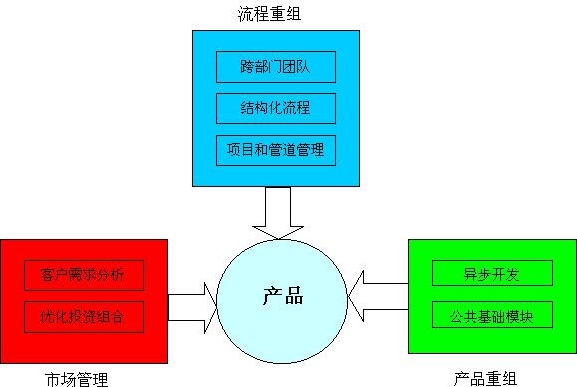 流程重组
跨部门团队
结构化流程
项目和管道管理
客户需求分析
优化投资组合
市场管理
产品
异步开发
公共基础模块
产品重组